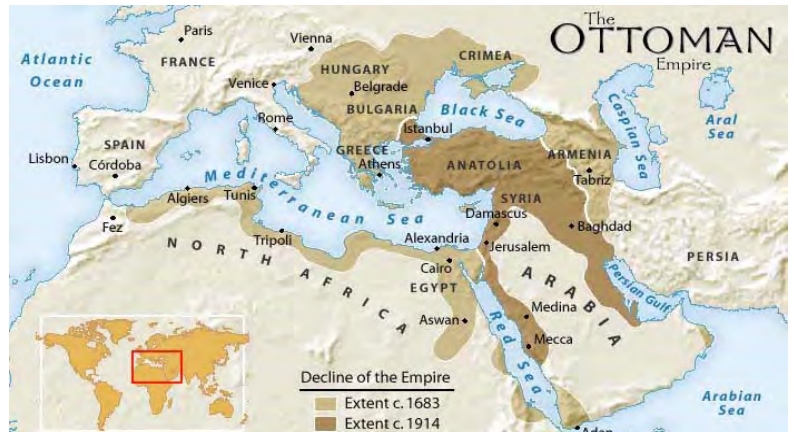 The
OTTOMAN
Empire
Atlantic
Ocean
Paris
FRANCE
Vienna
HUNGARY
CRIMEA
Venice
Belgrade
BULGARIA
Black Sea
Caspian Sea
Aral
Sea
Rome
Istanbul
SPAIN
Lisbon
Córdoba
GREECE
Athens
ANATOLIA
ARMENIA
Tabriz
Mediterranean Sea
Algiers
Tunis
SYRIA
Damascus
Baghdad
Fez
Tripoli
Alexandria
Jerusalem
PERSIA
NORTH AFRICA
Cairo
EGYPT
ARABIA
Persian Gulf
Aswan
Red Sea
Medina
Mecca
Arabian
Sea
Aden
Decline of the Empire
Extent c. 1683
Extent c. 1914